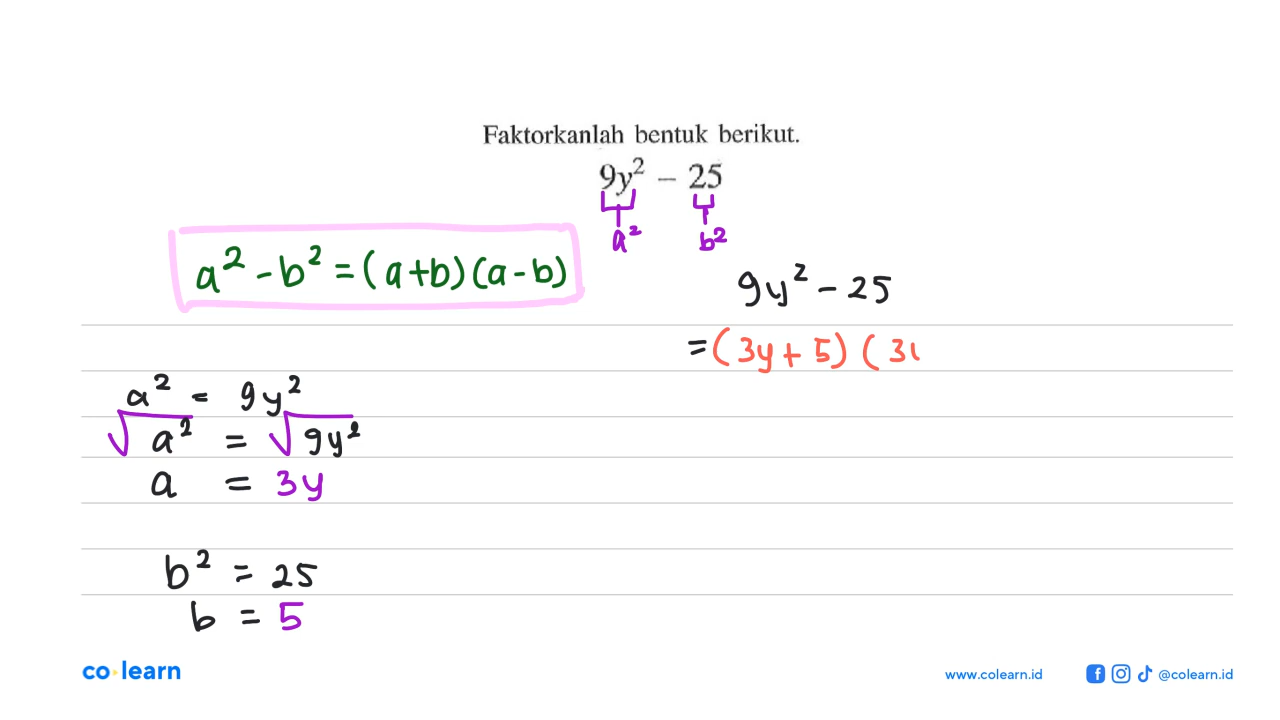 Faktorkanlah bentuk berikut.
9y² − 25
a² b²
a² - b² = (a+b)(a-b)
9y² - 25
= (3y + 5) (3
a² = 9y²
√a² = √9y²
a = 3y
b² = 25
b = 5
co learn
www.colearn.id
@colearn.id